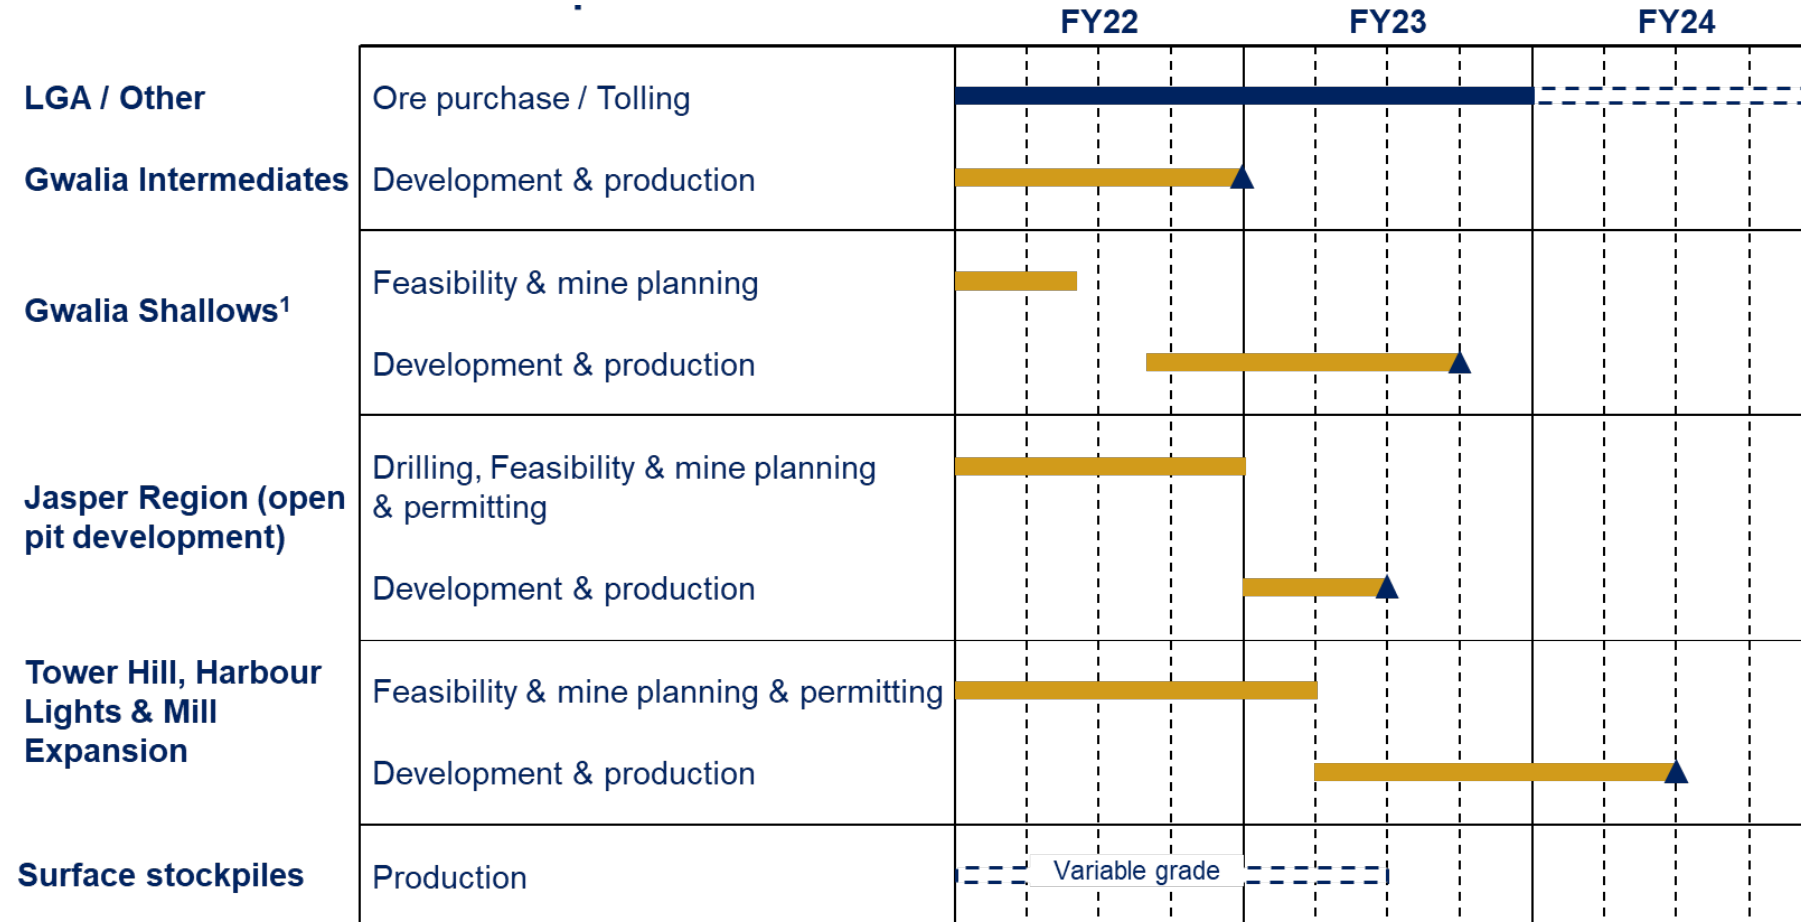 FY22 FY23 FY24
LGA / Other Ore purchase / Tolling
Gwalia Intermediates Development & production
Feasibility & mine planning
Gwalia Shallows¹
Development & production
Drilling, Feasibility & mine planning
& permitting
Jasper Region (open
pit development)
Development & production
Tower Hill, Harbour
Lights & Mill
Expansion
Feasibility & mine planning & permitting
Development & production
Surface stockpiles Production Variable grade